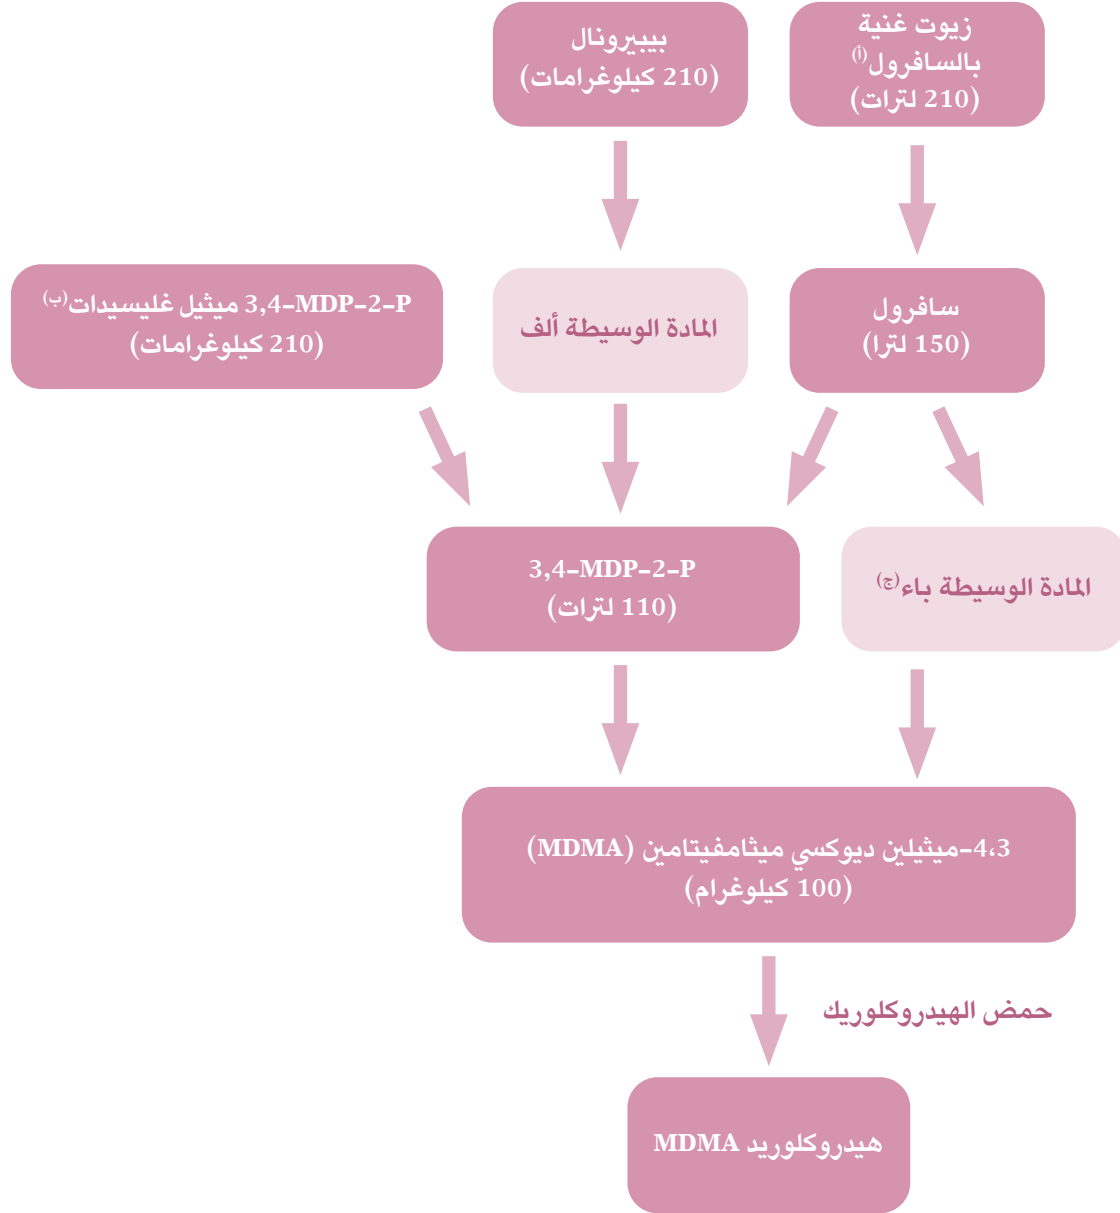 زيوت غنية
بالسافرول(أ)
(210 لترات)
بيبيرونال
(210 كيلوغرامات)
سافرول
(150 لترا)
المادة الوسيطة ألف
3,4-MDP-2-P ميثيل غليسيدات(ب)
(210 كيلوغرامات)
المادة الوسيطة باء(ج)
3,4-MDP-2-P
(110 لترات)
4،3-ميثيلين ديوكسي ميثامفيتامين (MDMA)
(100 كيلوغرام)
حمض الهيدروكلوريك
هيدروكلوريد MDMA